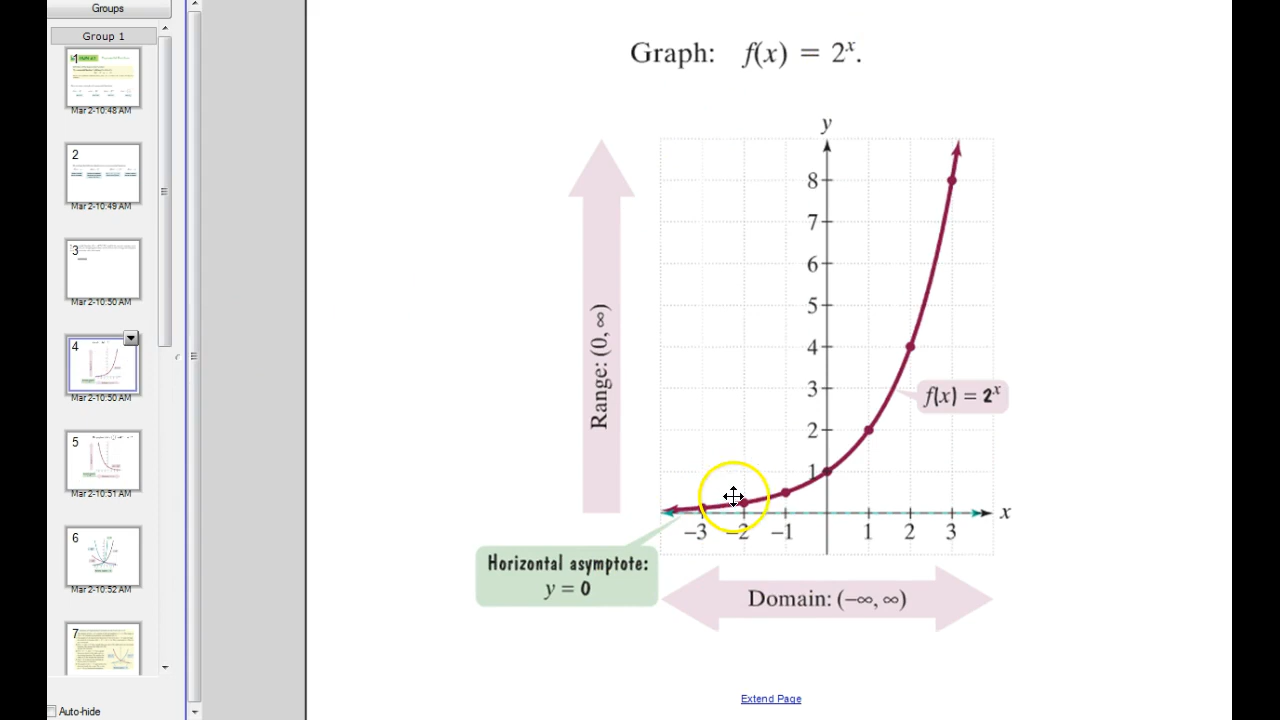 Groups
Group 1
1
Mar 2-10:48 AM
2
Mar 2-10:49 AM
3
Mar 2-10:50 AM
4
Mar 2-10:50 AM
5
Mar 2-10:51 AM
6
Mar 2-10:52 AM
7
Auto-hide
Graph: f(x) = 2ˣ.
y
8
7
6
5
4
3
2
1
Range: (0, ∞)
f(x) = 2ˣ
x
−3 −2 −1 1 2 3
Horizontal asymptote:
y = 0
Domain: (−∞, ∞)
Extend Page